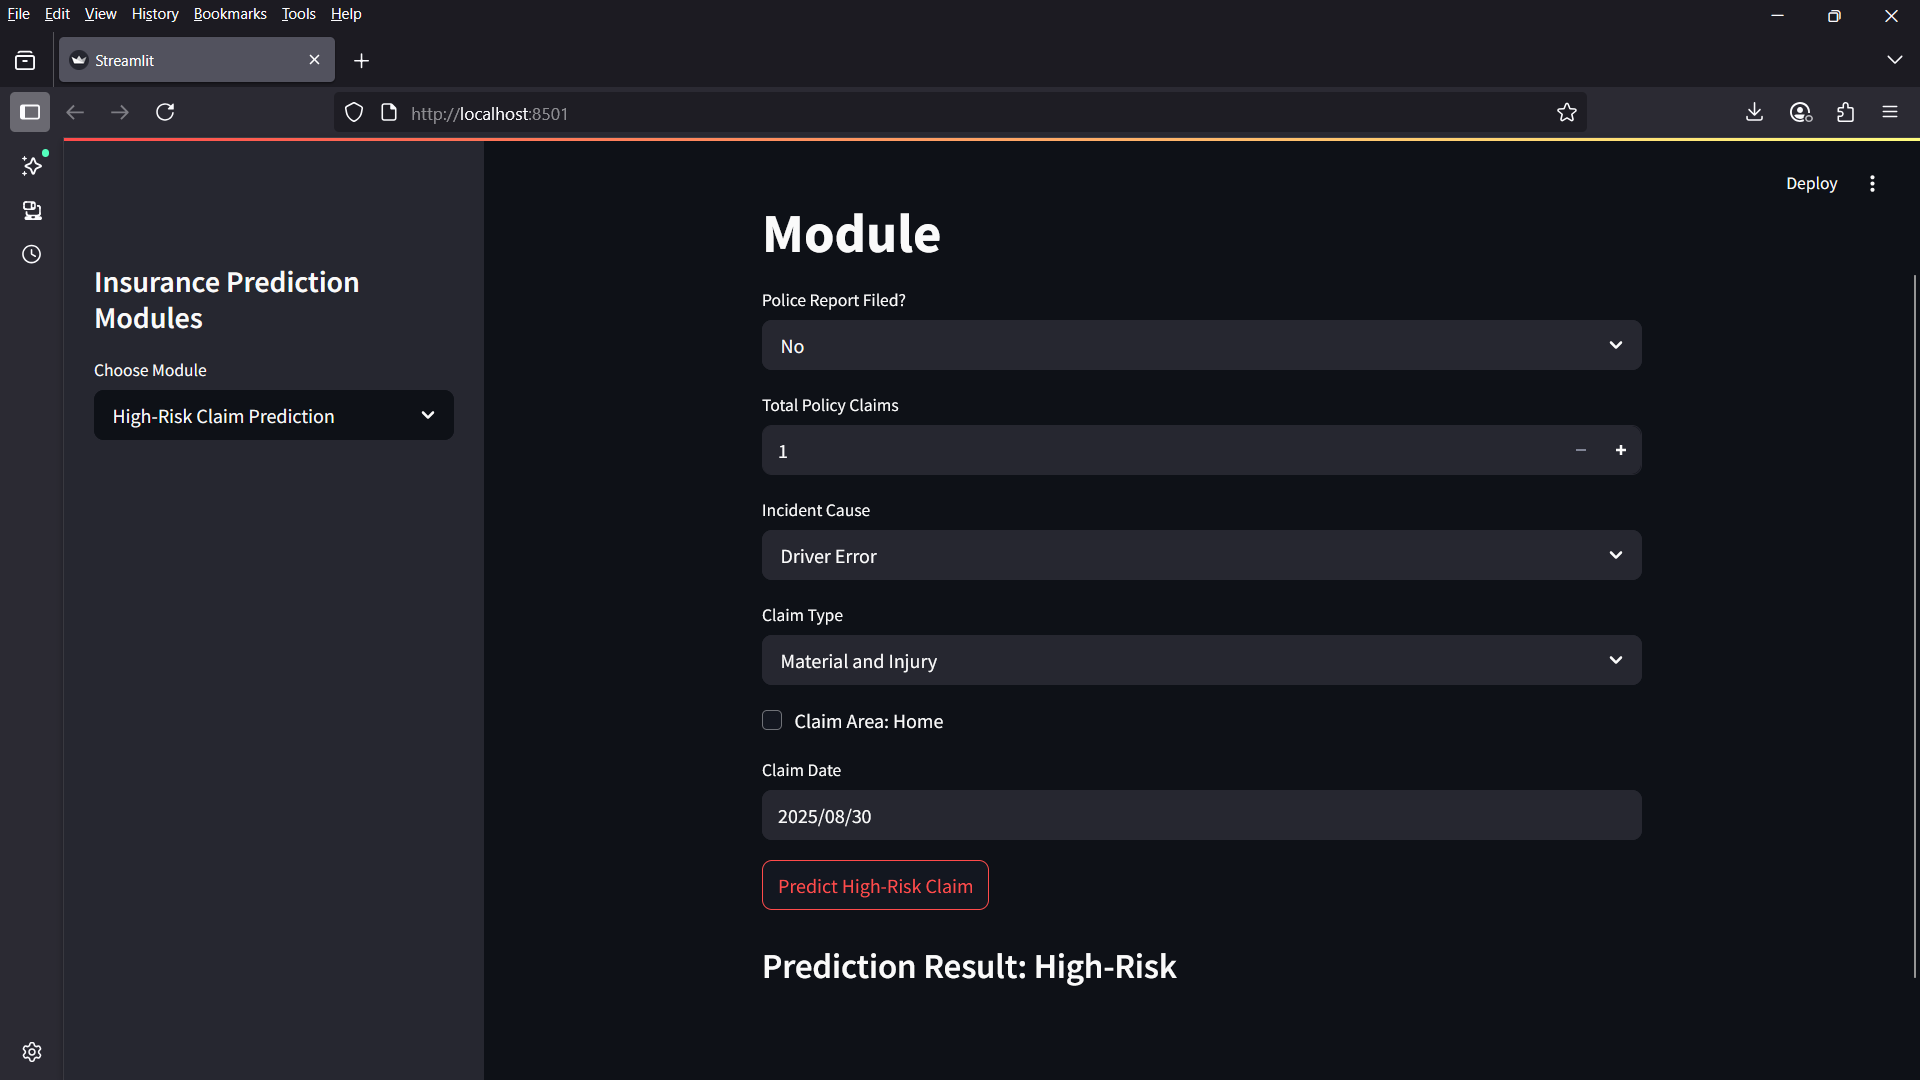 File Edit View History Bookmarks Tools Help
Streamlit
http://localhost:8501
Deploy
Insurance Prediction
Modules
Choose Module
High-Risk Claim Prediction
Module
Police Report Filed?
No
Total Policy Claims
1
Incident Cause
Driver Error
Claim Type
Material and Injury
Claim Area: Home
Claim Date
2025/08/30
Predict High-Risk Claim
Prediction Result: High-Risk